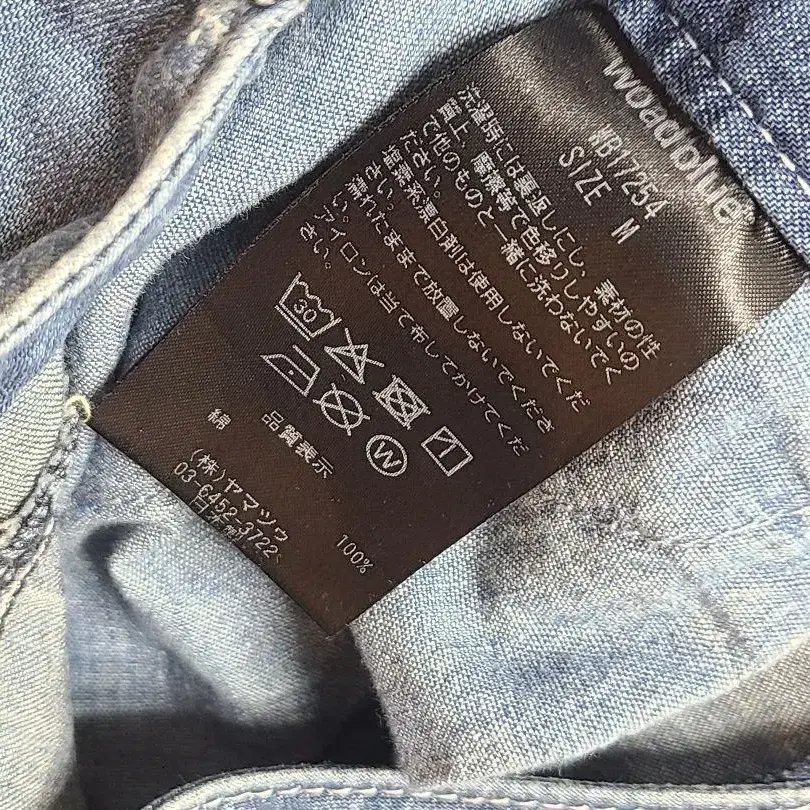 woadblue
WB17254
SIZE M
洗濯時には裏返しにし、素材の性
質上、摩擦等で色移りしやすいの
で他のものと一緒に洗わないでく
ださい。
塩素系漂白剤は使用しないでくだ
さい。
濡れたままで放置しないでくださ
い。
アイロンは当て布してかけてくだ
さい。
30
W
品質表示
綿 100%
(株)ヤマツゥ
03-6452-3722
日本製